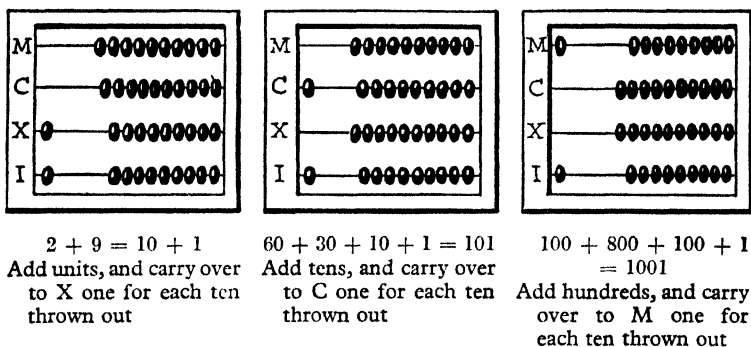 M
C
X
I
2 + 9 = 10 + 1
Add units, and carry over
to X one for each ten
thrown out
M
C
X
I
60 + 30 + 10 + 1 = 101
Add tens, and carry over
to C one for each ten
thrown out
M
C
X
I
100 + 800 + 100 + 1
= 1001
Add hundreds, and carry
over to M one for
each ten thrown out